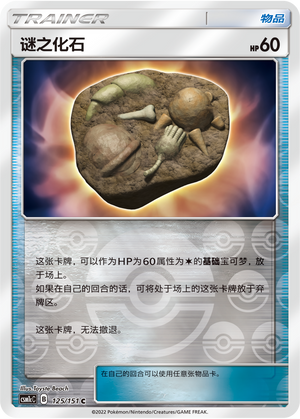 TRAINER 物品
谜之化石 HP60
这张卡牌，可以作为HP为60属性为✶的基础宝可梦，放
于场上。
如果在自己的回合的话，可将处于场上的这张卡牌放于弃
牌区。
这张卡牌，无法撤退。
Illus. Toyste Beach
CSM1cC D 125/151 C
在自己的回合可以使用任意张物品卡。
©2022 Pokémon/Nintendo/Creatures/GAME FREAK.